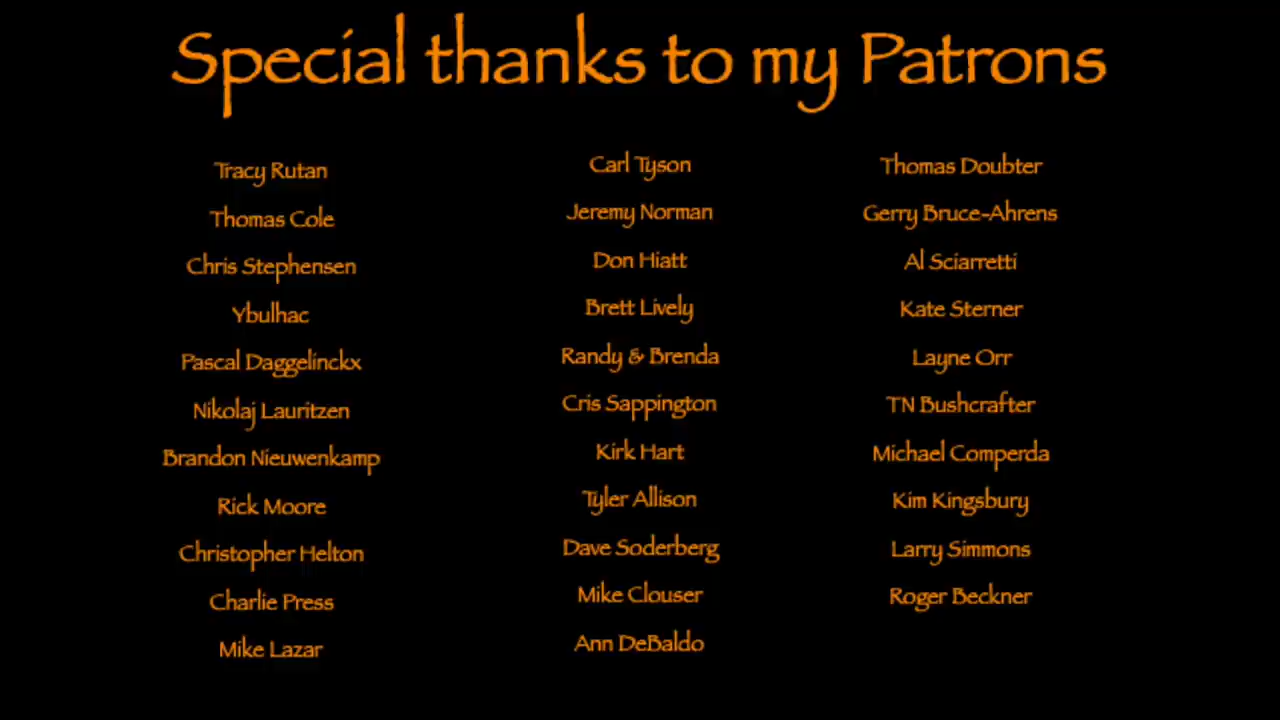 Special thanks to my Patrons
Tracy Rutan
Thomas Cole
Chris Stephensen
Ybulhac
Pascal Daggelinckx
Nikolaj Lauritzen
Brandon Nieuwenkamp
Rick Moore
Christopher Helton
Charlie Press
Mike Lazar
Carl Tyson
Jeremy Norman
Don Hiatt
Brett Lively
Randy & Brenda
Cris Sappington
Kirk Hart
Tyler Allison
Dave Soderberg
Mike Clouser
Ann DeBaldo
Thomas Doubter
Gerry Bruce-Ahrens
Al Sciarretti
Kate Sterner
Layne Orr
TN Bushcrafter
Michael Comperda
Kim Kingsbury
Larry Simmons
Roger Beckner